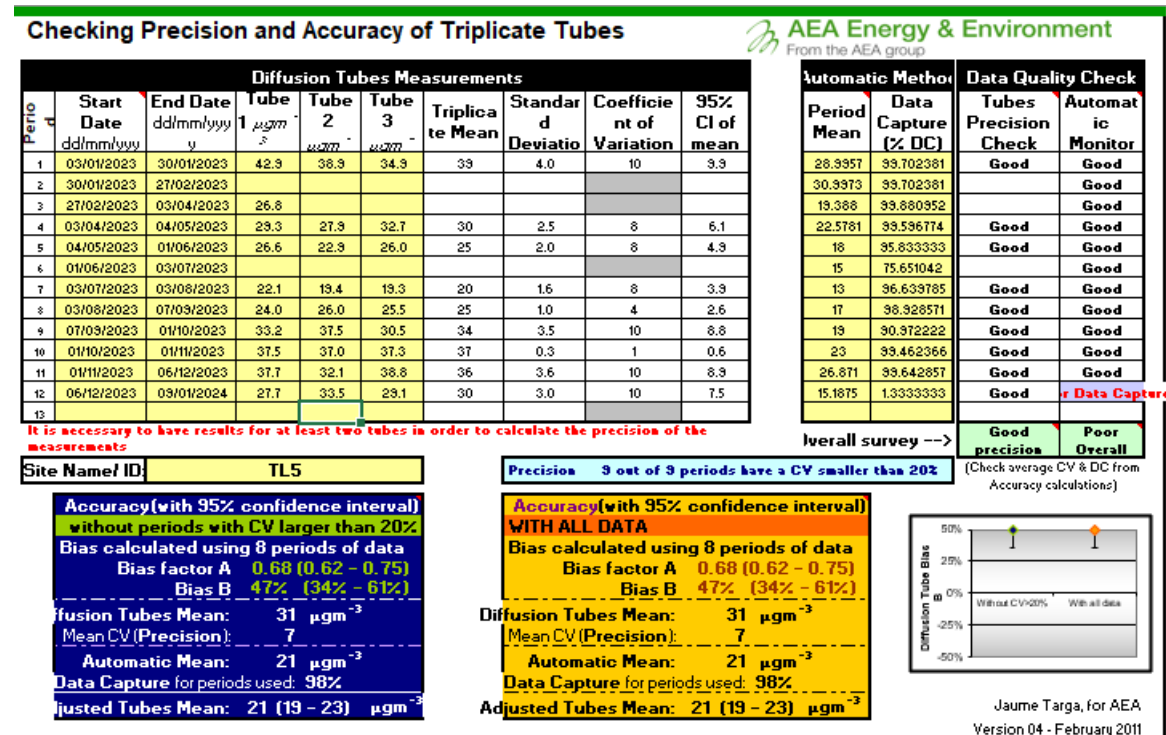 Checking Precision and Accuracy of Triplicate Tubes
AEA Energy & Environment
From the AEA group
Diffusion Tubes Measurements
Automatic Method
Data Quality Check
Period
Start Date dd/mm/yyy
End Date dd/mm/yyy y
Tube 1 µgm -3
Tube 2 µgm -
Tube 3 µgm -
Triplica te Mean
Standar d Deviatio
Coefficie nt of Variation
95% CI of mean
Period Mean
Data Capture (% DC)
Tubes Precision Check
Automat ic Monitor
1 03/01/2023 30/01/2023 42.9 38.9 34.9 39 4.0 10 9.9 28.9957 99.702381 Good Good
2 30/01/2023 27/02/2023 30.9973 99.702381 Good
3 27/02/2023 03/04/2023 26.8 19.388 99.880952 Good
4 03/04/2023 04/05/2023 29.3 27.9 32.7 30 2.5 8 6.1 22.5781 99.596774 Good Good
5 04/05/2023 01/06/2023 26.6 22.9 26.0 25 2.0 8 4.9 18 95.833333 Good Good
6 01/06/2023 03/07/2023 15 75.651042 Good
7 03/07/2023 03/08/2023 22.1 19.4 19.3 20 1.6 8 3.9 13 96.639785 Good Good
8 03/08/2023 07/09/2023 24.0 26.0 25.5 25 1.0 4 2.6 17 98.928571 Good Good
9 07/09/2023 01/10/2023 33.2 37.5 30.5 34 3.5 10 8.8 19 90.972222 Good Good
10 01/10/2023 01/11/2023 37.5 37.0 37.3 37 0.3 1 0.6 23 99.462366 Good Good
11 01/11/2023 06/12/2023 37.7 32.1 38.8 36 3.6 10 8.9 26.871 99.642857 Good Good
12 06/12/2023 09/01/2024 27.7 33.5 29.1 30 3.0 10 7.5 15.1875 1.3333333 Good r Data Capture
13
It is necessary to have results for at least two tubes in order to calculate the precision of the
measurements
Overall survey -->
Good precision
Poor Overall
Site Name/ ID:
TL5
Precision 9 out of 9 periods have a CV smaller than 20%
(Check average CV & DC from
Accuracy calculations)
Accuracy (with 95% confidence interval)
without periods with CV larger than 20%
Bias calculated using 8 periods of data
Bias factor A 0.68 (0.62 - 0.75)
Bias B 47% (34% - 61%)
ffusion Tubes Mean: 31 µgm-3
Mean CV (Precision): 7
Automatic Mean: 21 µgm-3
Data Capture for periods used: 98%
justed Tubes Mean: 21 (19 - 23) µgm-3
Accuracy (with 95% confidence interval)
WITH ALL DATA
Bias calculated using 8 periods of data
Bias factor A 0.68 (0.62 - 0.75)
Bias B 47% (34% - 61%)
Diffusion Tubes Mean: 31 µgm-3
Mean CV (Precision): 7
Automatic Mean: 21 µgm-3
Data Capture for periods used: 98%
Adjusted Tubes Mean: 21 (19 - 23) µgm-3
Diffusion Tube Bias B
50%
25%
0%
-25%
-50%
Without CV>20%
With all data
Jaume Targa, for AEA
Version 04 - February 2011